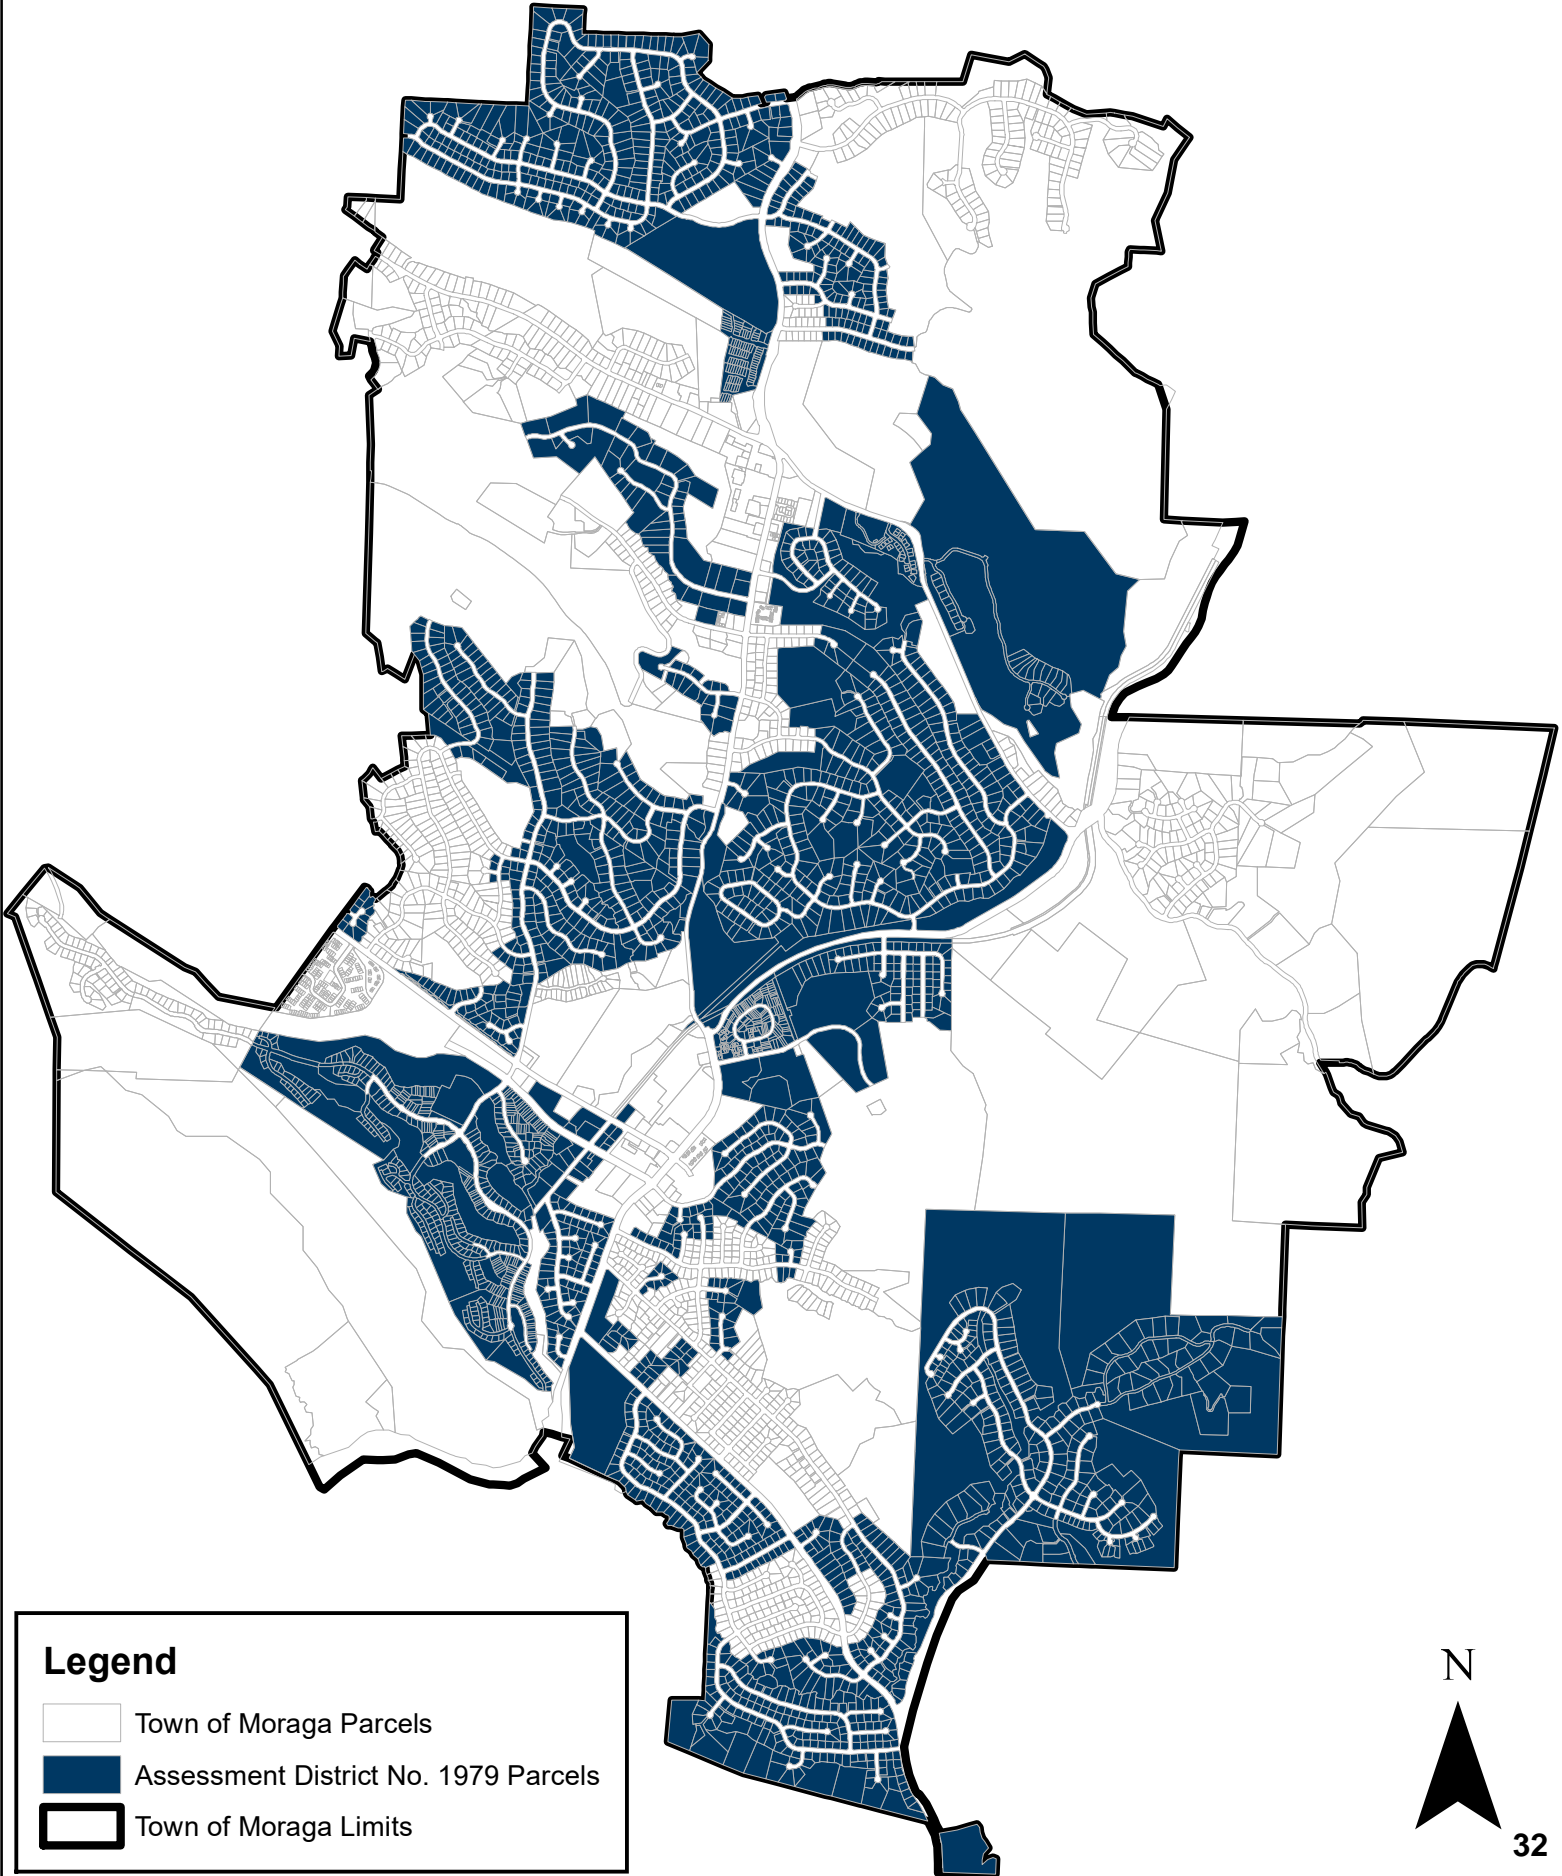 Legend
Town of Moraga Parcels
Assessment District No. 1979 Parcels
Town of Moraga Limits
N
32